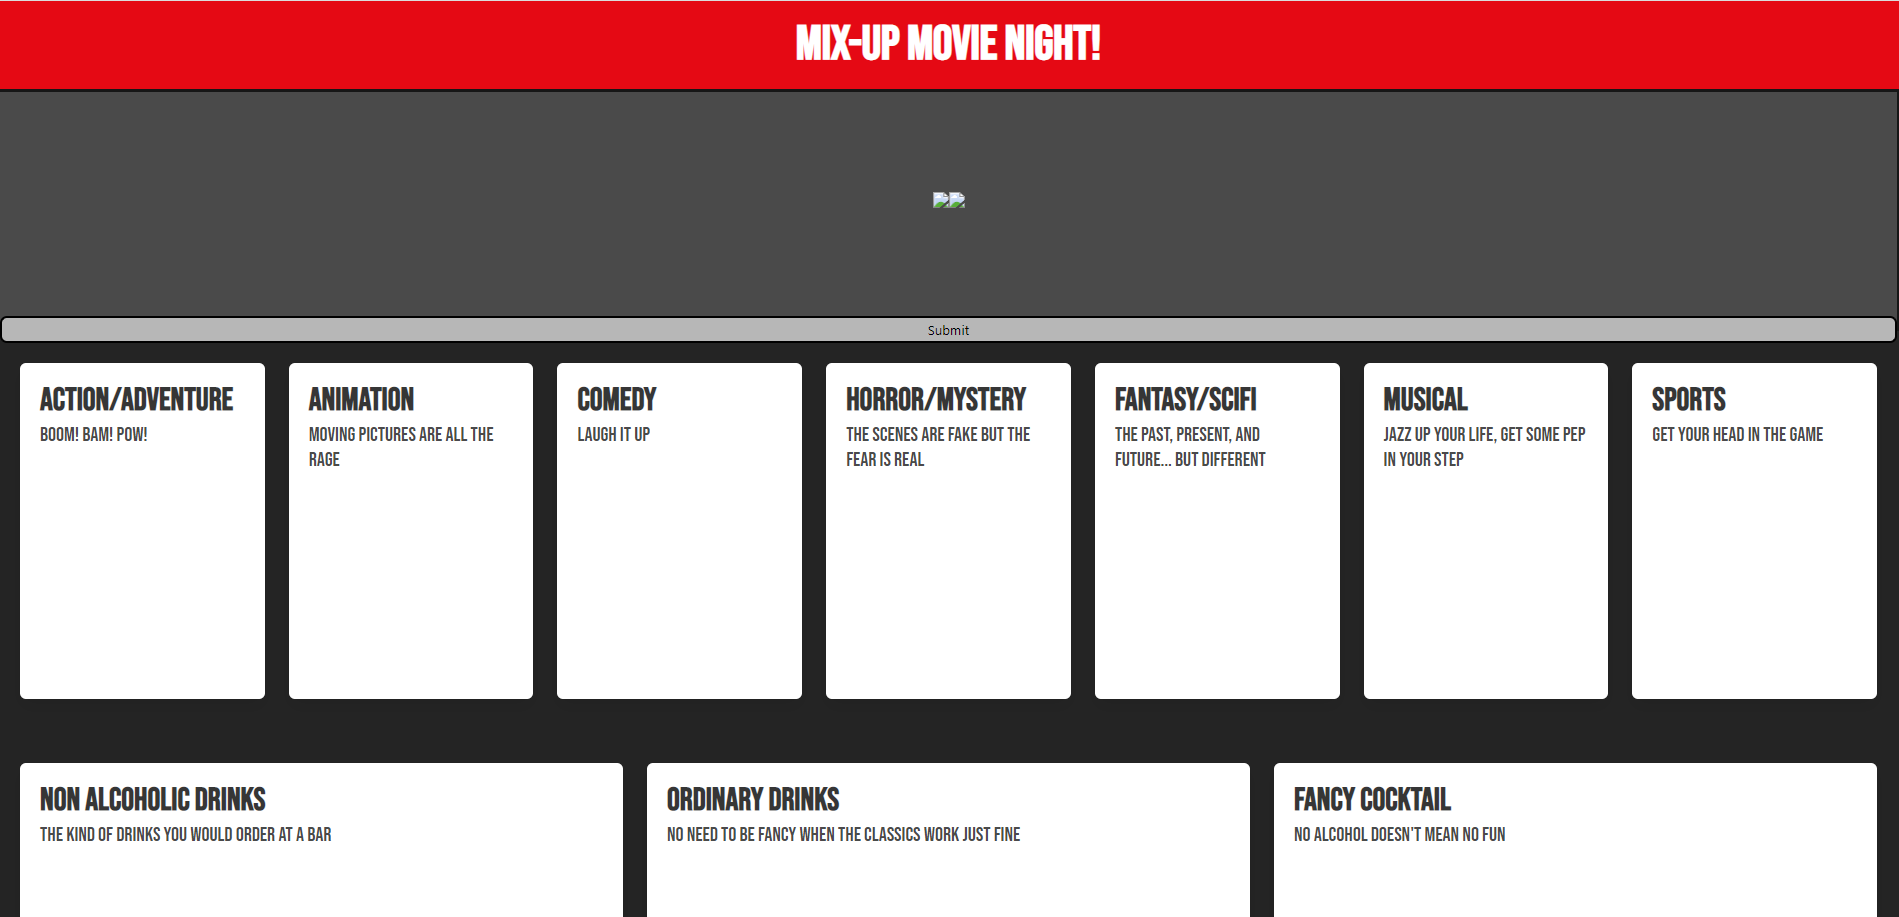 MIX-UP MOVIE NIGHT!
Submit
ACTION/ADVENTURE
BOOM! BAM! POW!
ANIMATION
MOVING PICTURES ARE ALL THE
RAGE
COMEDY
LAUGH IT UP
HORROR/MYSTERY
THE SCENES ARE FAKE BUT THE
FEAR IS REAL
FANTASY/SCIFI
THE PAST, PRESENT, AND
FUTURE... BUT DIFFERENT
MUSICAL
JAZZ UP YOUR LIFE, GET SOME PEP
IN YOUR STEP
SPORTS
GET YOUR HEAD IN THE GAME
NON ALCOHOLIC DRINKS
THE KIND OF DRINKS YOU WOULD ORDER AT A BAR
ORDINARY DRINKS
NO NEED TO BE FANCY WHEN THE CLASSICS WORK JUST FINE
FANCY COCKTAIL
NO ALCOHOL DOESN'T MEAN NO FUN